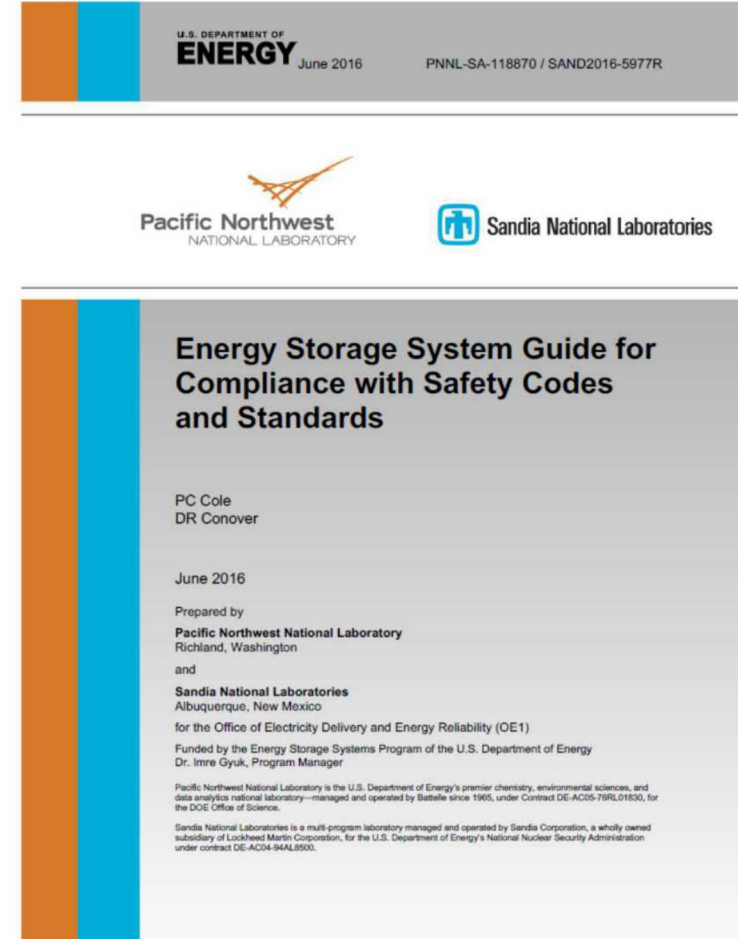 U.S. DEPARTMENT OF
ENERGY June 2016 PNNL-SA-118870 / SAND2016-5977R
Pacific Northwest
NATIONAL LABORATORY
Sandia National Laboratories
Energy Storage System Guide for
Compliance with Safety Codes
and Standards
PC Cole
DR Conover
June 2016
Prepared by
Pacific Northwest National Laboratory
Richland, Washington
and
Sandia National Laboratories
Albuquerque, New Mexico
for the Office of Electricity Delivery and Energy Reliability (OE1)
Funded by the Energy Storage Systems Program of the U.S. Department of Energy
Dr. Imre Gyuk, Program Manager
Pacific Northwest National Laboratory is the U.S. Department of Energy's premier chemistry, environmental sciences, and
data analytics national laboratory—managed and operated by Battelle since 1965, under Contract DE-AC05-76RL01830, for
the DOE Office of Science.
Sandia National Laboratories is a multi-program laboratory managed and operated by Sandia Corporation, a wholly owned
subsidiary of Lockheed Martin Corporation, for the U.S. Department of Energy's National Nuclear Security Administration
under contract DE-AC04-94AL8500.